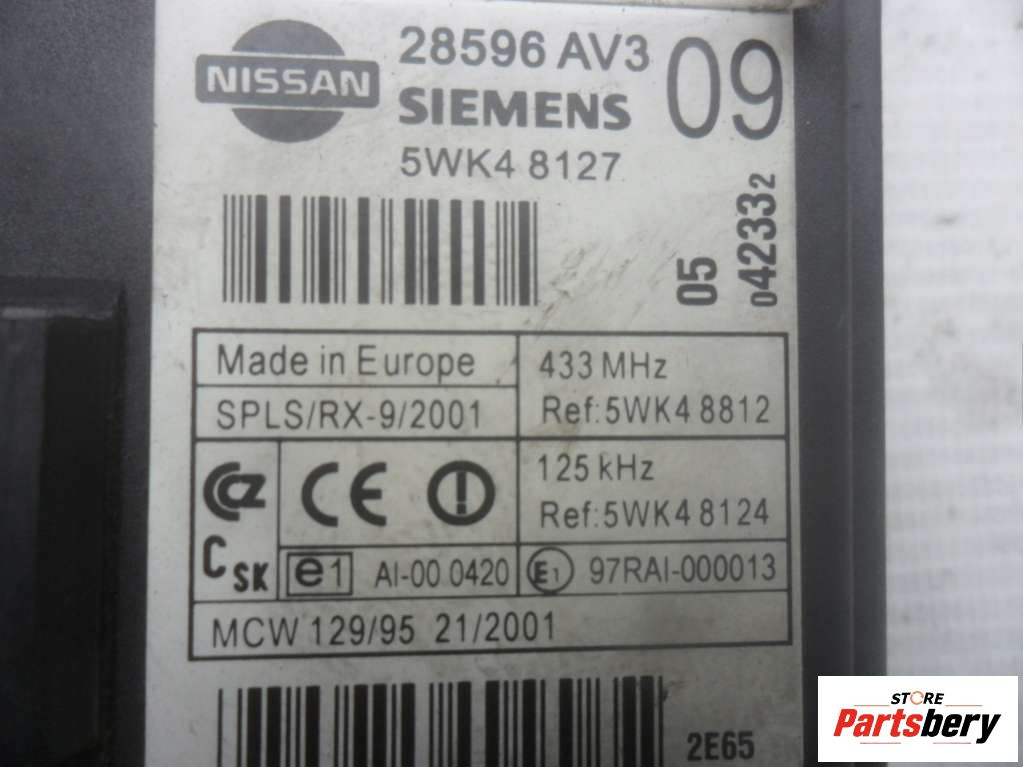 NISSAN
28596 AV3
SIEMENS
5WK4 8127
09
05
042332
Made in Europe
433 MHz
SPLS/RX-9/2001
Ref:5WK4 8812
CZ
CE
125 kHz
Ref:5WK4 8124
CSK
e1
AI-00.0420
E1
97RAI-000013
MCW 129/95 21/2001
2E65
STORE
Partsbery